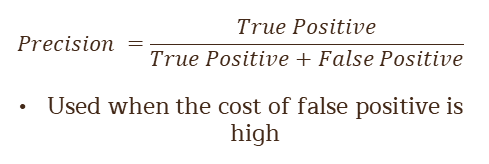 Precision = True Positive / True Positive + False Positive
• Used when the cost of false positive is
high